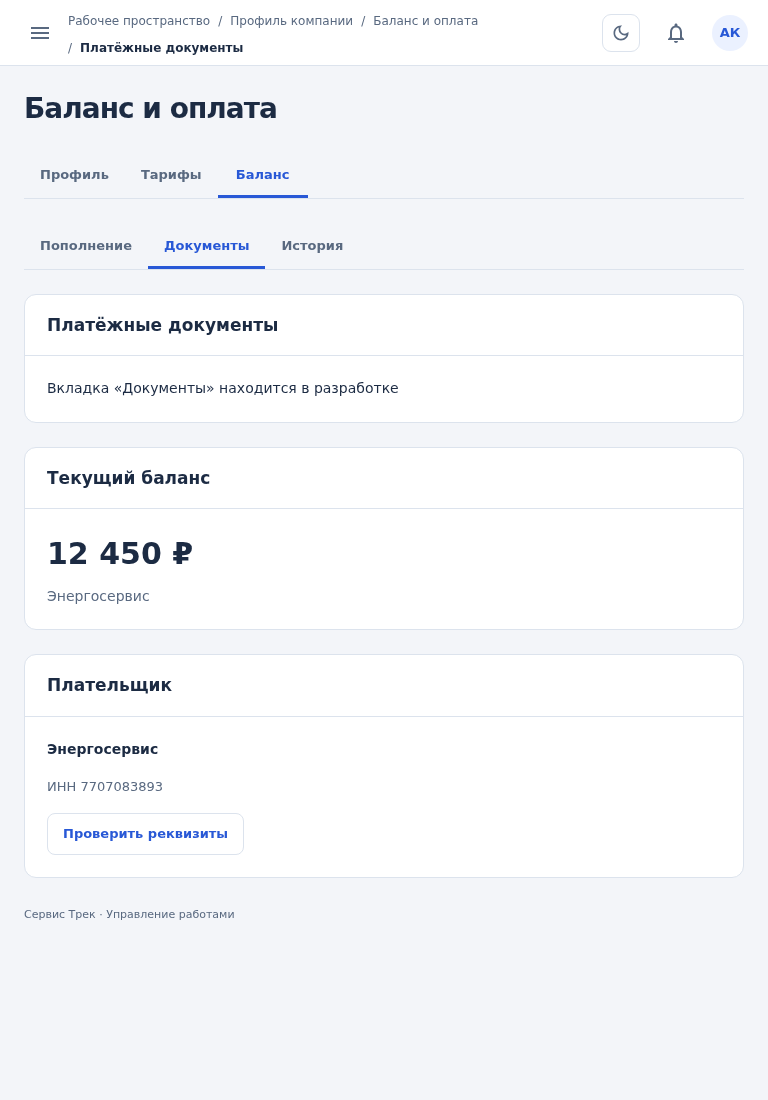 Рабочее пространство / Профиль компании / Баланс и оплата
/ Платёжные документы
АК
Баланс и оплата
Профиль Тарифы Баланс
Пополнение Документы История
Платёжные документы
Вкладка «Документы» находится в разработке
Текущий баланс
12 450 ₽
Энергосервис
Плательщик
Энергосервис
ИНН 7707083893
Проверить реквизиты
Сервис Трек · Управление работами